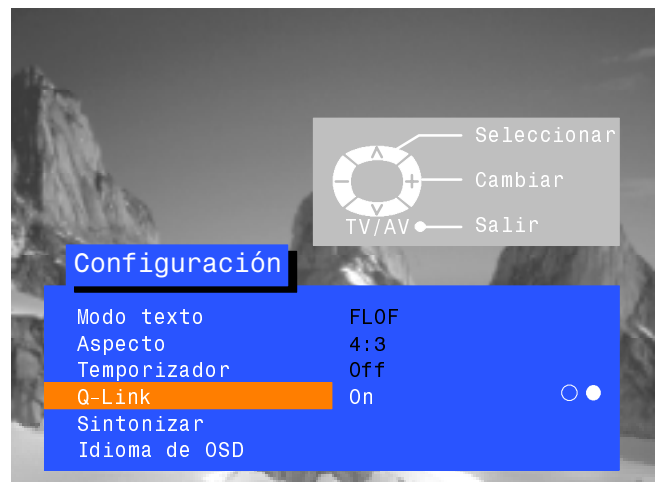 Seleccionar
Cambiar
TV/AV Salir
Configuración
Modo texto FLOF
Aspecto 4:3
Temporizador Off
Q-Link On
Sintonizar
Idioma de OSD